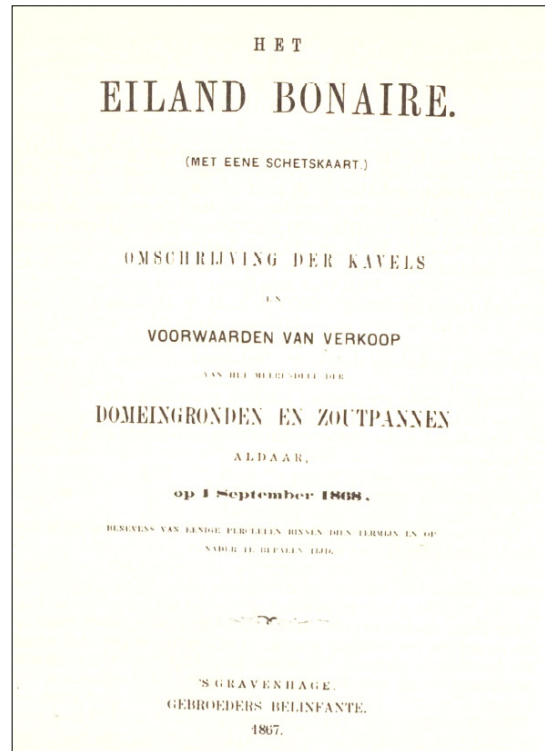 HET
EILAND BONAIRE.
(MET EENE SCHETSKAART.)
OMSCHRIJVING DER KAVELS
EN
VOORWAARDEN VAN VERKOOP
VAN HET MEERENDEEL DER
DOMEINGRONDEN EN ZOUTPANNEN
ALDAAR,
op 1 September 1868.
BENEVENS VAN EENIGE PERCEELEN BINNEN DIEN TERMIJN EN OP
NADER TE BEPALEN TIJD.
'S GRAVENHAGE.
GEBROEDERS BELINFANTE.
1867.